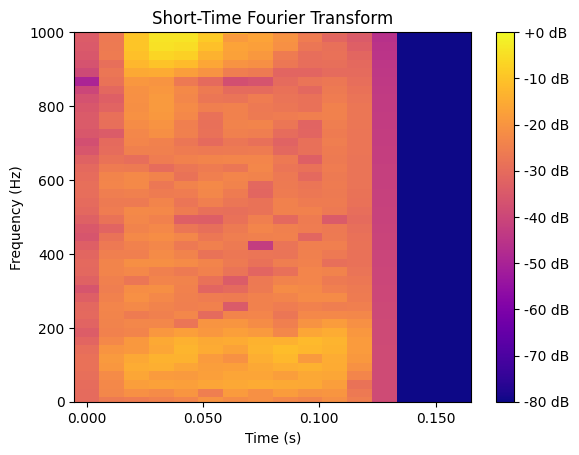 Short-Time Fourier Transform
1000
800
600
400
200
0
Frequency (Hz)
0.000
0.050
0.100
0.150
Time (s)
+0 dB
-10 dB
-20 dB
-30 dB
-40 dB
-50 dB
-60 dB
-70 dB
-80 dB